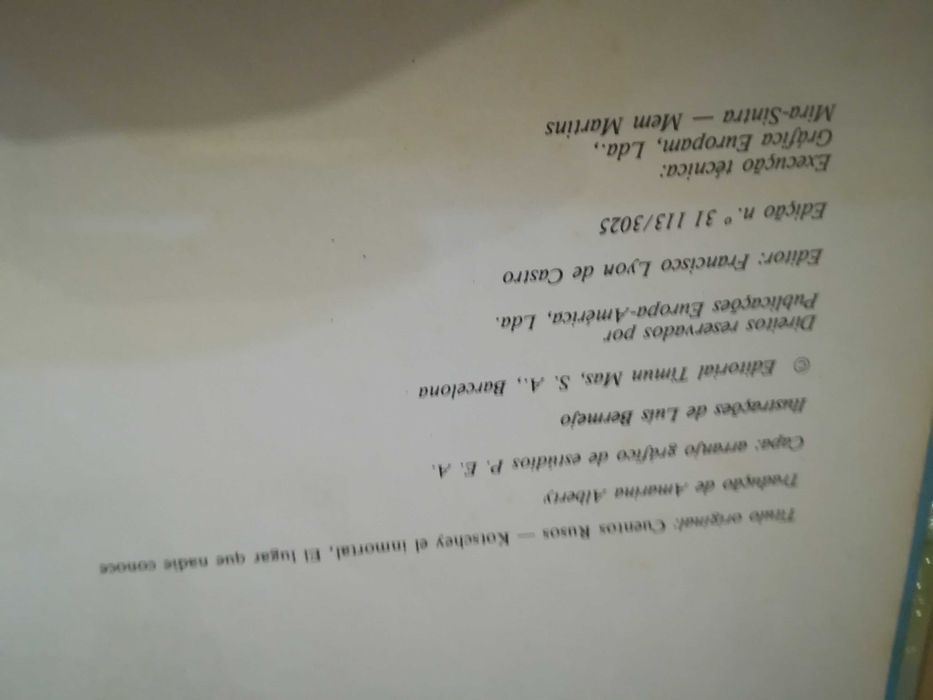 Título original: Cuentos Rusos — Kotschey el inmortal, El lugar que nadie conoce
Tradução de Amarina Alberty
Capa: arranjo gráfico de estúdios P. E. A.
Ilustrações de Luis Bermejo
© Editorial Timun Mas, S. A., Barcelona
Direitos reservados por
Publicações Europa-América, Lda.
Editor: Francisco Lyon de Castro
Edição n.º 31 113/3025
Execução técnica:
Gráfica Europam, Lda.,
Mira-Sintra — Mem Martins